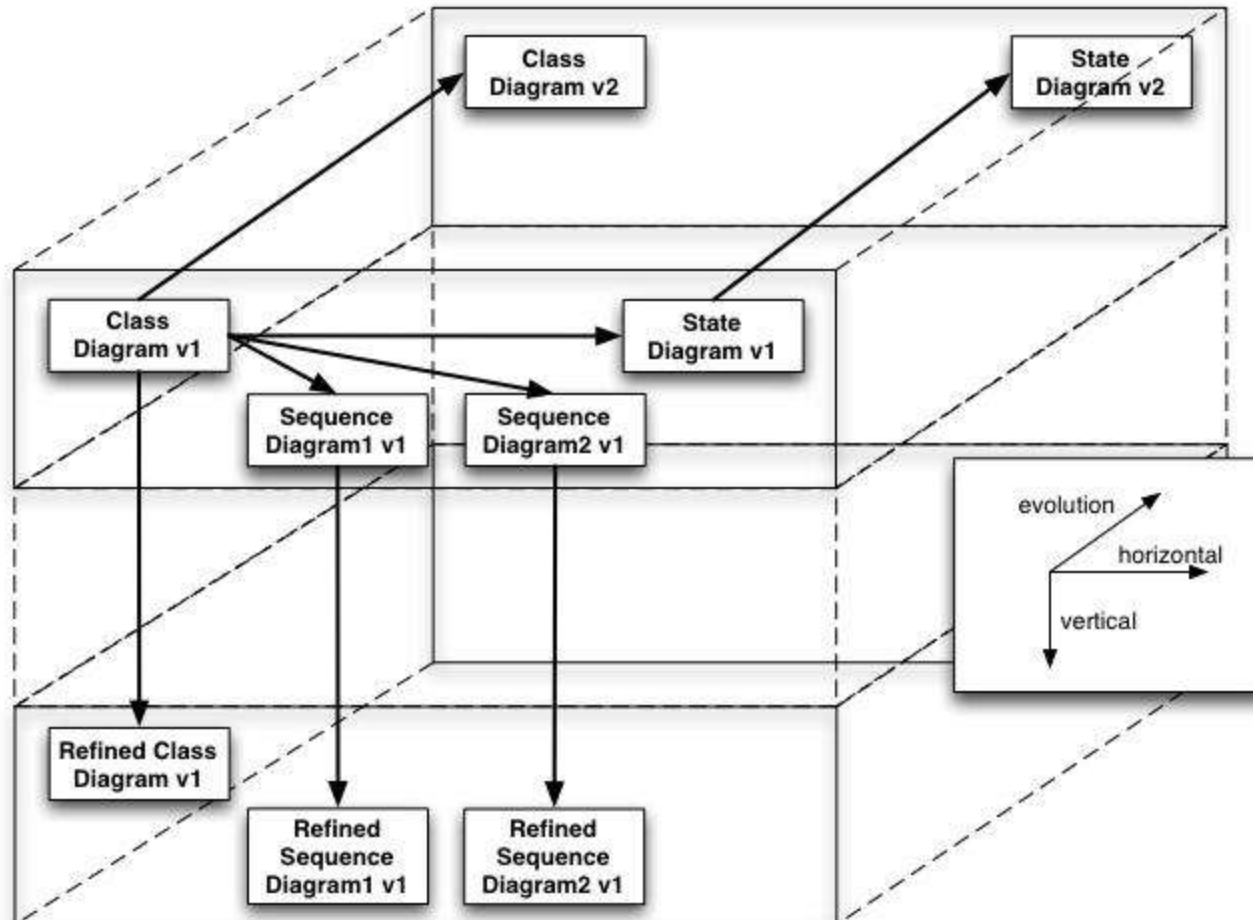 Class
Diagram v2
State
Diagram v2
Class
Diagram v1
State
Diagram v1
Sequence
Diagram1 v1
Sequence
Diagram2 v1
evolution
horizontal
vertical
Refined Class
Diagram v1
Refined
Sequence
Diagram1 v1
Refined
Sequence
Diagram2 v1